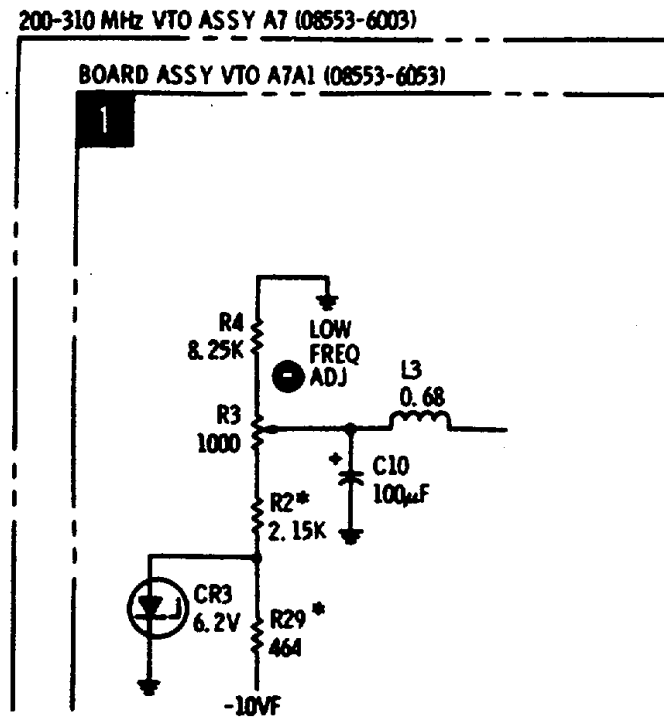 200-310 MHz VTO ASSY A7 (08553-6003)
BOARD ASSY VTO A7A1 (08553-6053)
1
R4
8.25K
LOW
FREQ
ADJ
R3
1000
L3
0.68
+
C10
100µF
R2*
2.15K
CR3
6.2V
R29*
464
-10VF